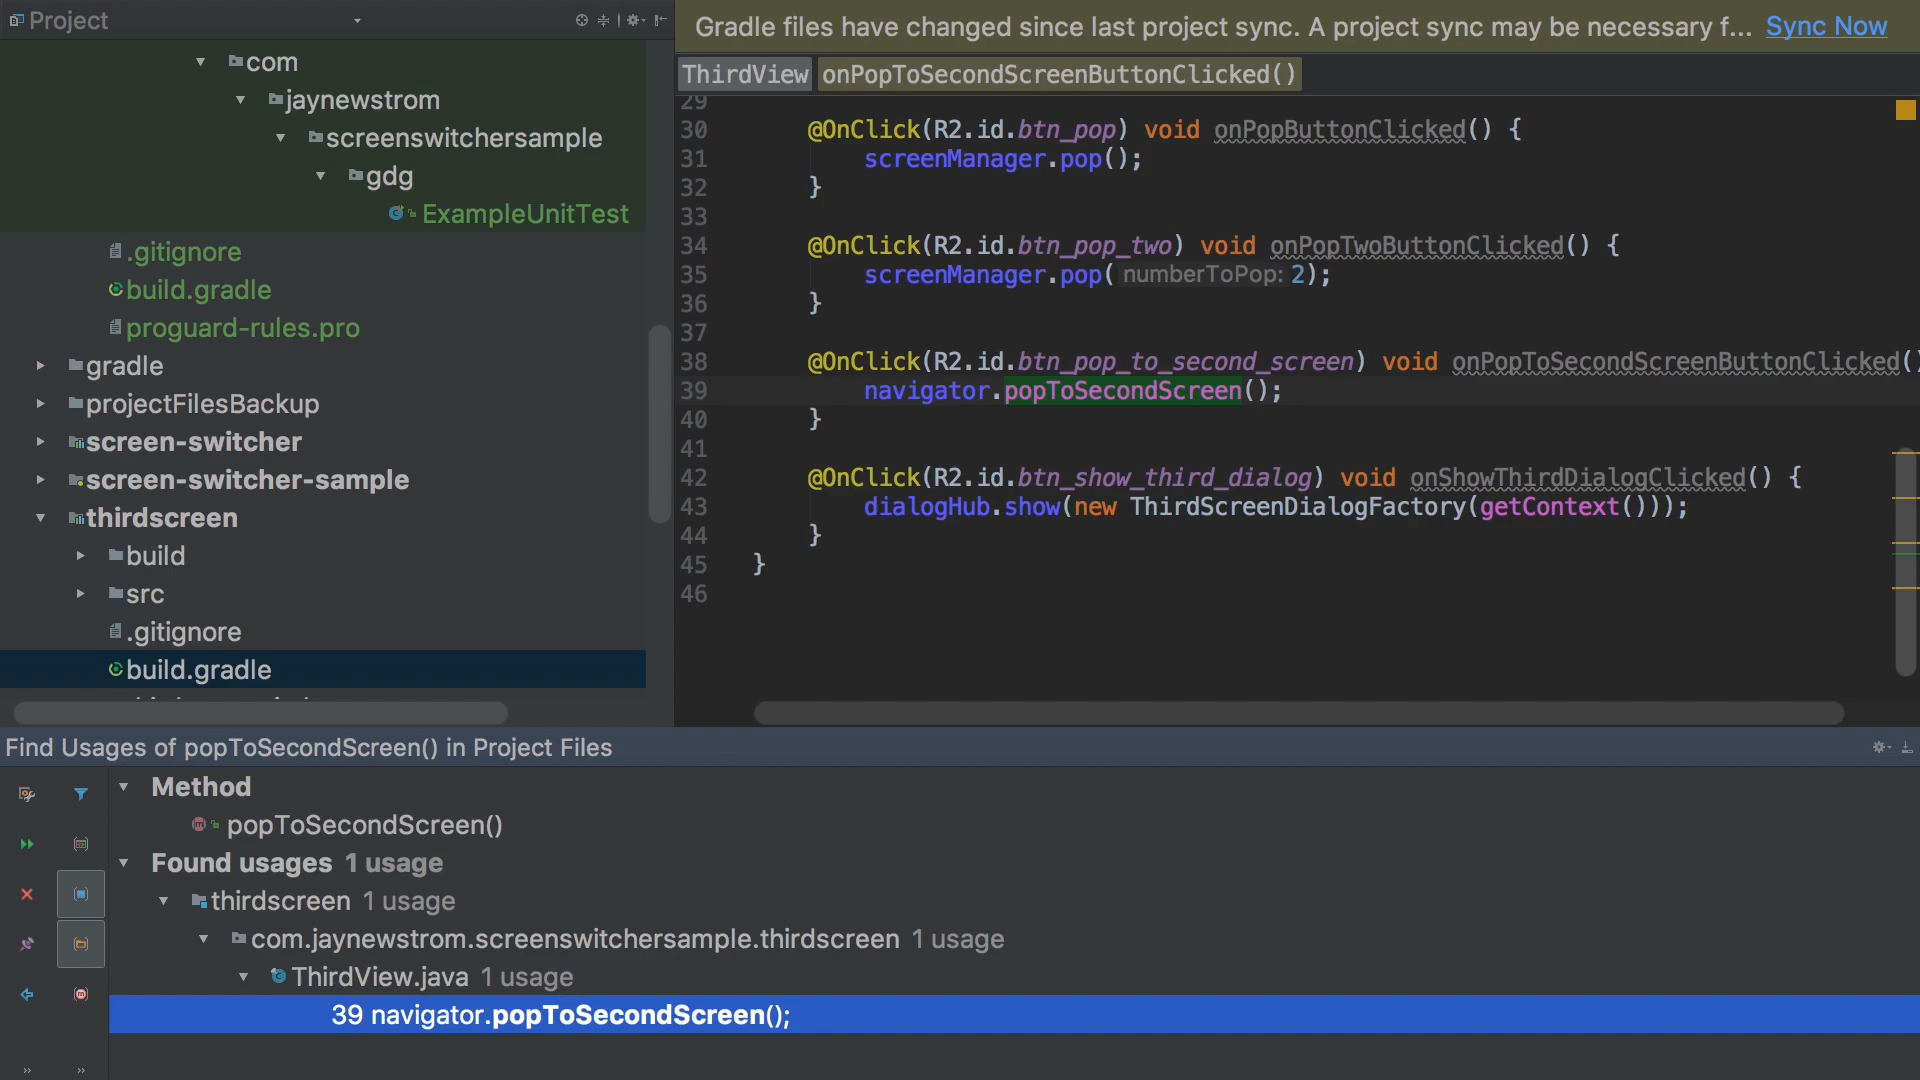 Project
com
jaynewstrom
screenswitchersample
gdg
ExampleUnitTest
.gitignore
build.gradle
proguard-rules.pro
gradle
projectFilesBackup
screen-switcher
screen-switcher-sample
thirdscreen
build
src
.gitignore
build.gradle
Gradle files have changed since last project sync. A project sync may be necessary f... Sync Now
ThirdView onPopToSecondScreenButtonClicked()
29
30 @OnClick(R2.id.btn_pop) void onPopButtonClicked() {
31 screenManager.pop();
32 }
33
34 @OnClick(R2.id.btn_pop_two) void onPopTwoButtonClicked() {
35 screenManager.pop( numberToPop: 2);
36 }
37
38 @OnClick(R2.id.btn_pop_to_second_screen) void onPopToSecondScreenButtonClicked()
39 navigator.popToSecondScreen();
40 }
41
42 @OnClick(R2.id.btn_show_third_dialog) void onShowThirdDialogClicked() {
43 dialogHub.show(new ThirdScreenDialogFactory(getContext()));
44 }
45 }
46
Find Usages of popToSecondScreen() in Project Files
Method
popToSecondScreen()
Found usages 1 usage
thirdscreen 1 usage
com.jaynewstrom.screenswitchersample.thirdscreen 1 usage
ThirdView.java 1 usage
39 navigator.popToSecondScreen();